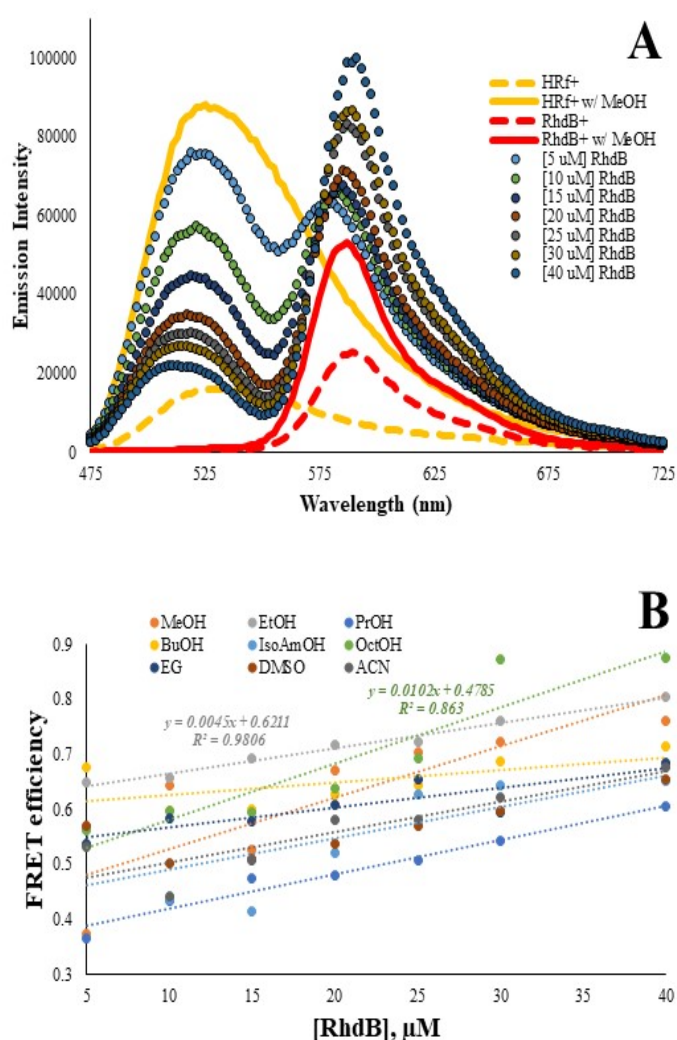 A
100000
80000
60000
40000
20000
0
Emission Intensity
HRf+
HRf+ w/ MeOH
RhdB+
RhdB+ w/ MeOH
[5 uM] RhdB
[10 uM] RhdB
[15 uM] RhdB
[20 uM] RhdB
[25 uM] RhdB
[30 uM] RhdB
[40 uM] RhdB
475 525 575 625 675 725
Wavelength (nm)
B
MeOH EtOH PrOH
BuOH IsoAmOH OctOH
EG DMSO ACN
0.9
0.8
0.7
0.6
0.5
0.4
0.3
FRET efficiency
y = 0.0045x + 0.6211
R² = 0.9806
y = 0.0102x + 0.4785
R² = 0.863
5 10 15 20 25 30 40
[RhdB], μM